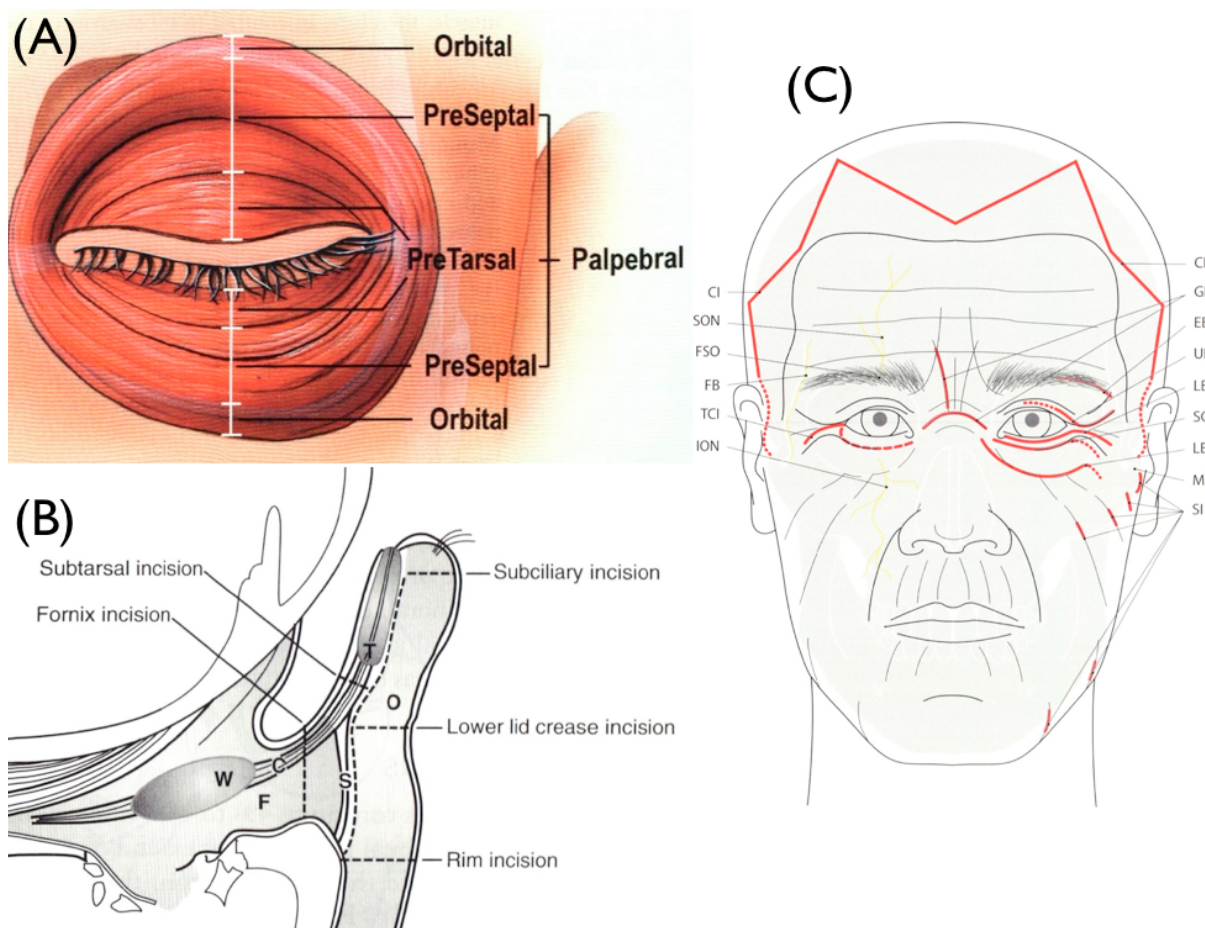 (A)
Orbital
PreSeptal
PreTarsal
Palpebral
PreSeptal
Orbital
(B)
Subtarsal incision
Fornix incision
Subciliary incision
T
O
Lower lid crease incision
W
C
F
S
Rim incision
(C)
CI
SON
FSO
FB
TCI
ION